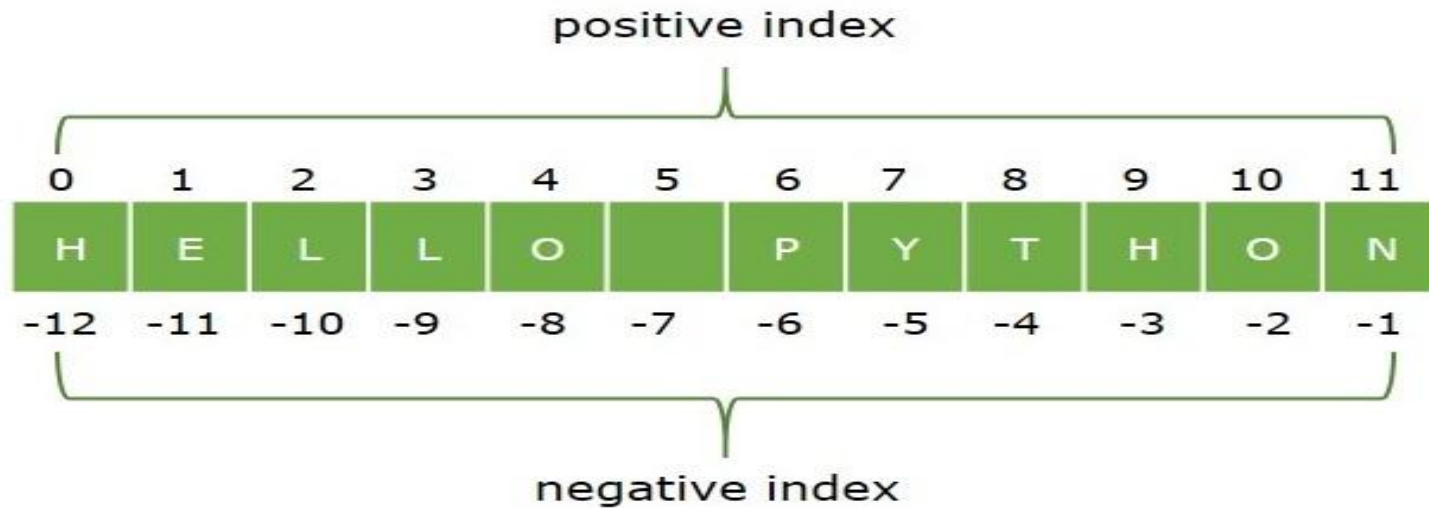 positive index
0 1 2 3 4 5 6 7 8 9 10 11
H E L L O P Y T H O N
-12 -11 -10 -9 -8 -7 -6 -5 -4 -3 -2 -1
negative index